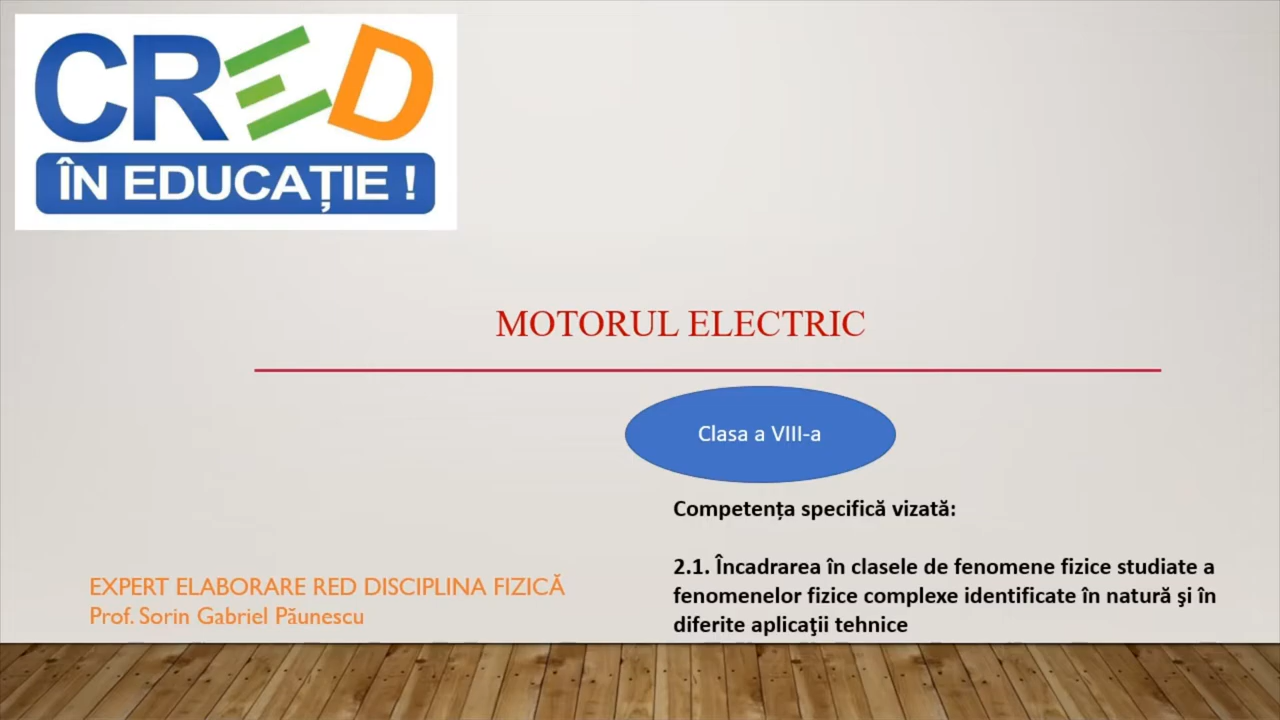 CRED
ÎN EDUCAȚIE !
MOTORUL ELECTRIC
Clasa a VIII-a
Competența specifică vizată:
2.1. Încadrarea în clasele de fenomene fizice studiate a
fenomenelor fizice complexe identificate în natură şi în
diferite aplicaţii tehnice
EXPERT ELABORARE RED DISCIPLINA FIZICĂ
Prof. Sorin Gabriel Păunescu